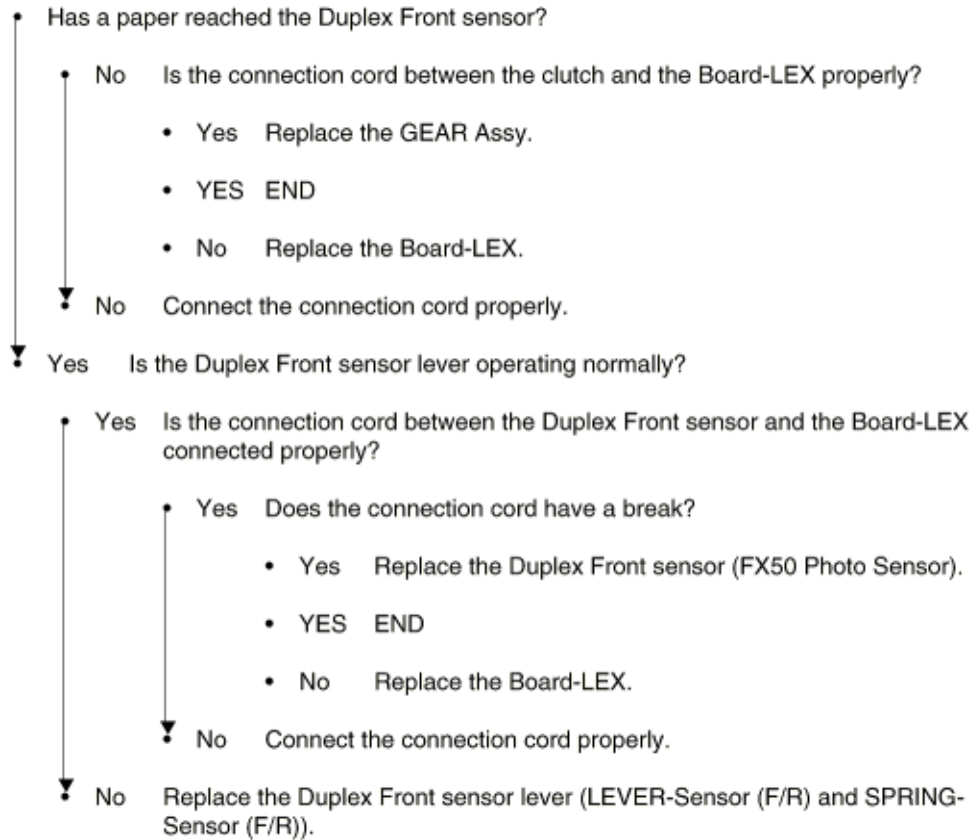 • Has a paper reached the Duplex Front sensor?
• No Is the connection cord between the clutch and the Board-LEX properly?
• Yes Replace the GEAR Assy.
• YES END
• No Replace the Board-LEX.
• No Connect the connection cord properly.
• Yes Is the Duplex Front sensor lever operating normally?
• Yes Is the connection cord between the Duplex Front sensor and the Board-LEX
connected properly?
• Yes Does the connection cord have a break?
• Yes Replace the Duplex Front sensor (FX50 Photo Sensor).
• YES END
• No Replace the Board-LEX.
• No Connect the connection cord properly.
• No Replace the Duplex Front sensor lever (LEVER-Sensor (F/R) and SPRING-
Sensor (F/R)).